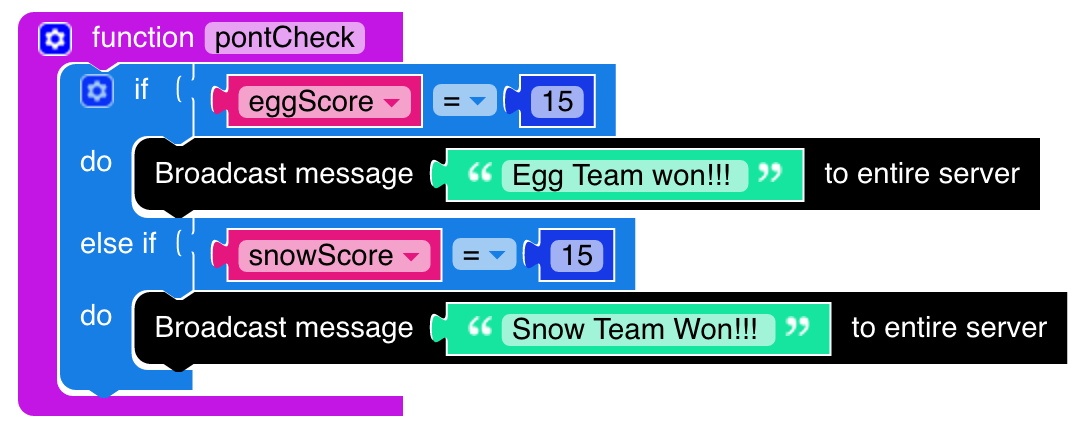 function pontCheck
if eggScore = 15
do Broadcast message “ Egg Team won!!! ” to entire server
else if snowScore = 15
do Broadcast message “ Snow Team Won!!! ” to entire server